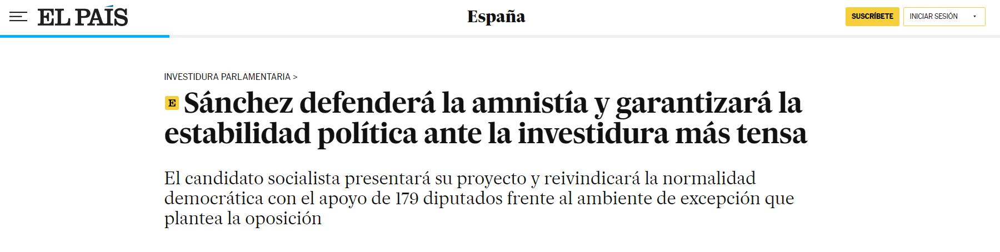 EL PAÍS
España
SUSCRÍBETE
INICIAR SESIÓN
INVESTIDURA PARLAMENTARIA >
E Sánchez defenderá la amnistía y garantizará la
estabilidad política ante la investidura más tensa
El candidato socialista presentará su proyecto y reivindicará la normalidad
democrática con el apoyo de 179 diputados frente al ambiente de excepción que
plantea la oposición